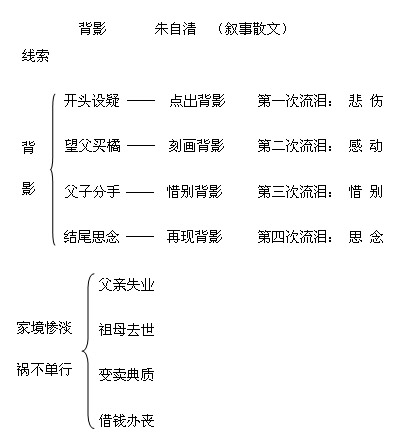 背影 朱自清 （叙事散文）
线索
开头设疑 —— 点出背影 第一次流泪： 悲 伤
背 望父买橘 —— 刻画背影 第二次流泪： 感 动
影 父子分手 —— 惜别背影 第三次流泪： 惜 别
结尾思念 —— 再现背影 第四次流泪： 思 念
父亲失业
家境惨淡 祖母去世
祸不单行 变卖典质
借钱办丧